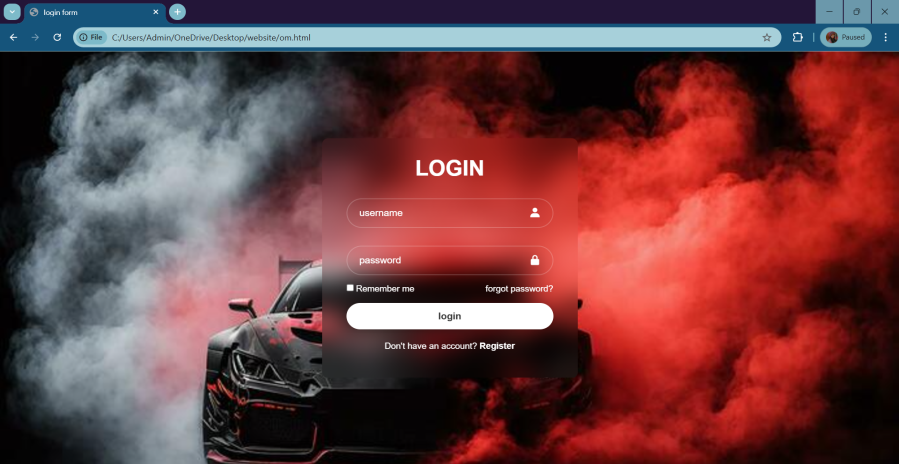 login form
File C:/Users/Admin/OneDrive/Desktop/website/om.html
Paused
LOGIN
username
password
Remember me forgot password?
login
Don't have an account? Register